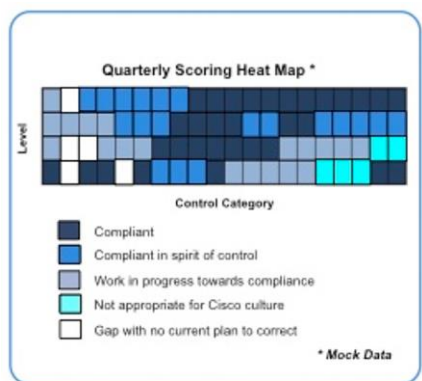 Quarterly Scoring Heat Map *
Level
Control Category
Compliant
Compliant in spirit of control
Work in progress towards compliance
Not appropriate for Cisco culture
Gap with no current plan to correct
* Mock Data